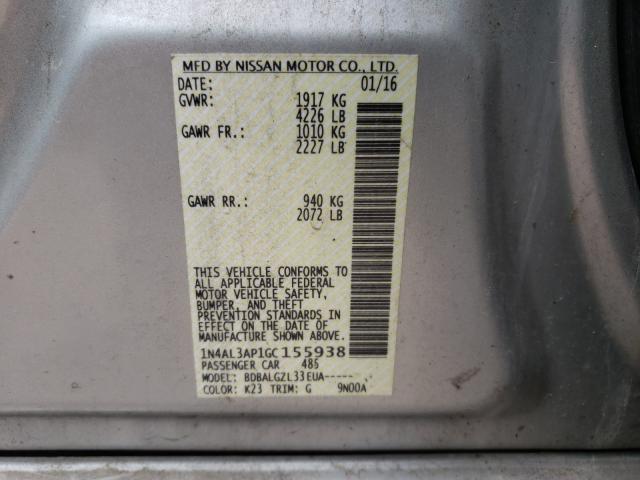 MFD BY NISSAN MOTOR CO., LTD.
DATE: 01/16
GVWR: 1917 KG
4226 LB
GAWR FR.: 1010 KG
2227 LB
GAWR RR.: 940 KG
2072 LB
THIS VEHICLE CONFORMS TO
ALL APPLICABLE FEDERAL
MOTOR VEHICLE SAFETY,
BUMPER, AND THEFT
PREVENTION STANDARDS IN
EFFECT ON THE DATE OF
MANUFACTURE SHOWN ABOVE.
1N4AL3AP1GC155938
PASSENGER CAR 486
MODEL: BDBALGZL33EUA-----
COLOR: K23 TRIM: G 9N00A